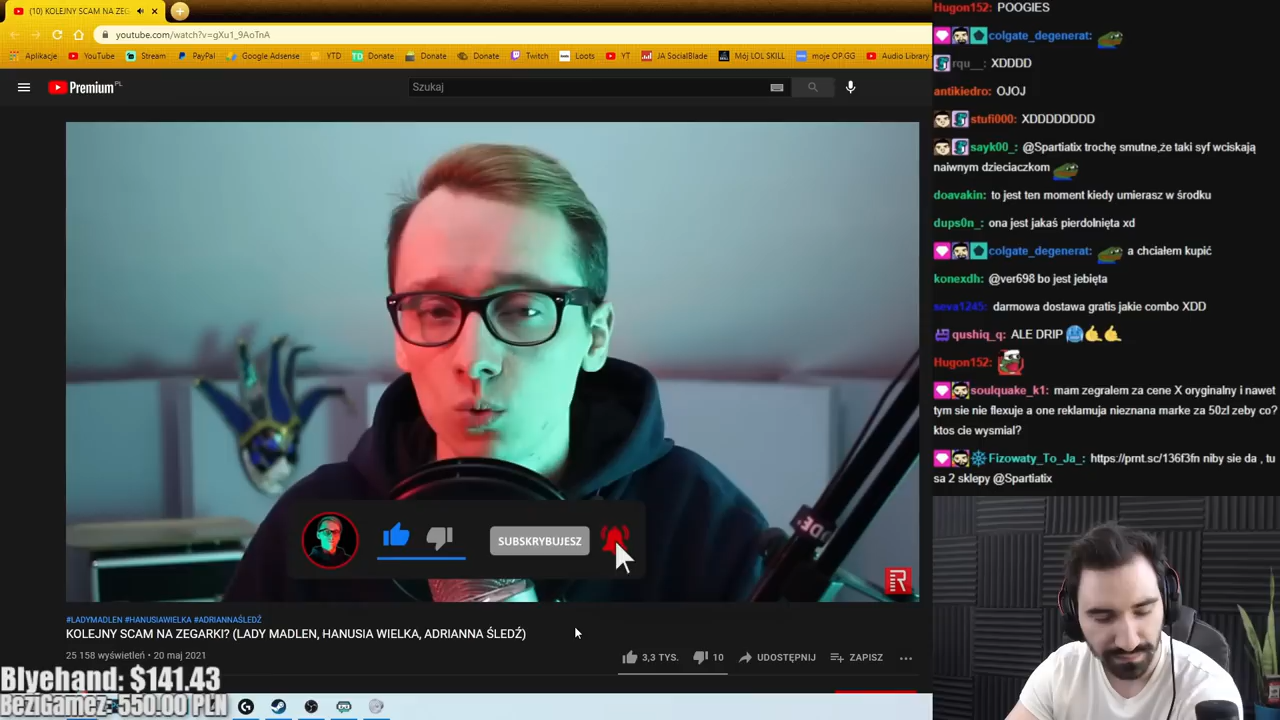 (10) KOLEJNY SCAM NA ZEG
youtube.com/watch?v=gXu1_9AoTnA
Aplikacje YouTube Stream PayPal Google Adsense YTD Donate Donate Donate Twitch Loots YT JA SocialBlade Mój LOL SKILL moje OP.GG Audio Library
Premium PL
Szukaj
SUBSKRYBUJESZ
R
#LADYMADLEN #HANUSIAWIELKA #ADRIANNAŚLEDŹ
KOLEJNY SCAM NA ZEGARKI? (LADY MADLEN, HANUSIA WIELKA, ADRIANNA ŚLEDŹ)
25 158 wyświetleń • 20 maj 2021
3,3 TYS. 10 UDOSTĘPNIJ ZAPISZ
Blyehand: $141.43
BeziGamez-550.00 PLN
Hugon152: POOGIES
colgate_degenerat:
rqu__: XDDDD
antikiedro: OJOJ
stufi000: XDDDDDDDD
sayk00_: @Spartiatix trochę smutne,że taki syf wciskają
naiwnym dzieciaczkom
doavakin: to jest ten moment kiedy umierasz w środku
dups0n_: ona jest jakaś pierdolnięta xd
colgate_degenerat: a chciałem kupić
konexdh: @ver698 bo jest jebięta
seva1245: darmowa dostawa gratis jakie combo XDD
qushiq_q: ALE DRIP
Hugon152:
soulquake_k1: mam zegralem za cene X oryginalny i nawet
tym sie nie flexuje a one reklamuja nieznana marke za 50zl zeby co?
ktos cie wysmial?
Fizowaty_To_Ja_: https://prnt.sc/136f3fn niby sie da , tu
sa 2 sklepy @Spartiatix